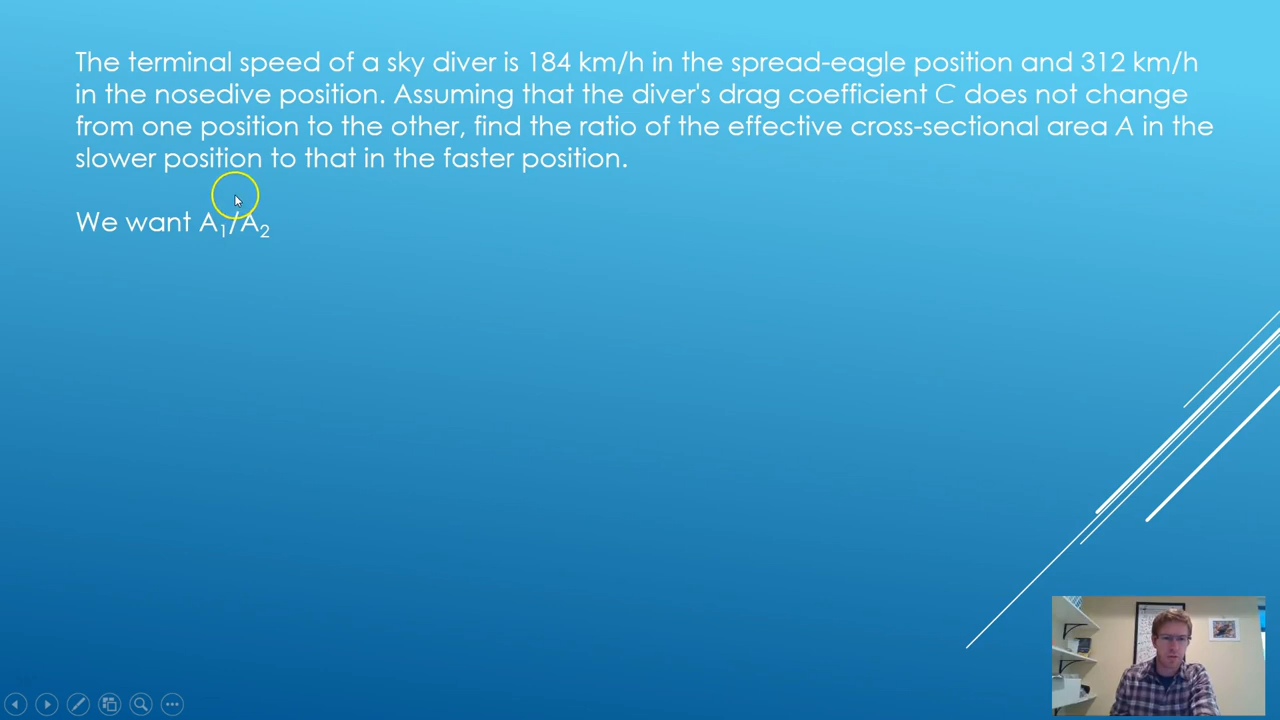 The terminal speed of a sky diver is 184 km/h in the spread-eagle position and 312 km/h
in the nosedive position. Assuming that the diver's drag coefficient C does not change
from one position to the other, find the ratio of the effective cross-sectional area A in the
slower position to that in the faster position.
We want A₁/A₂